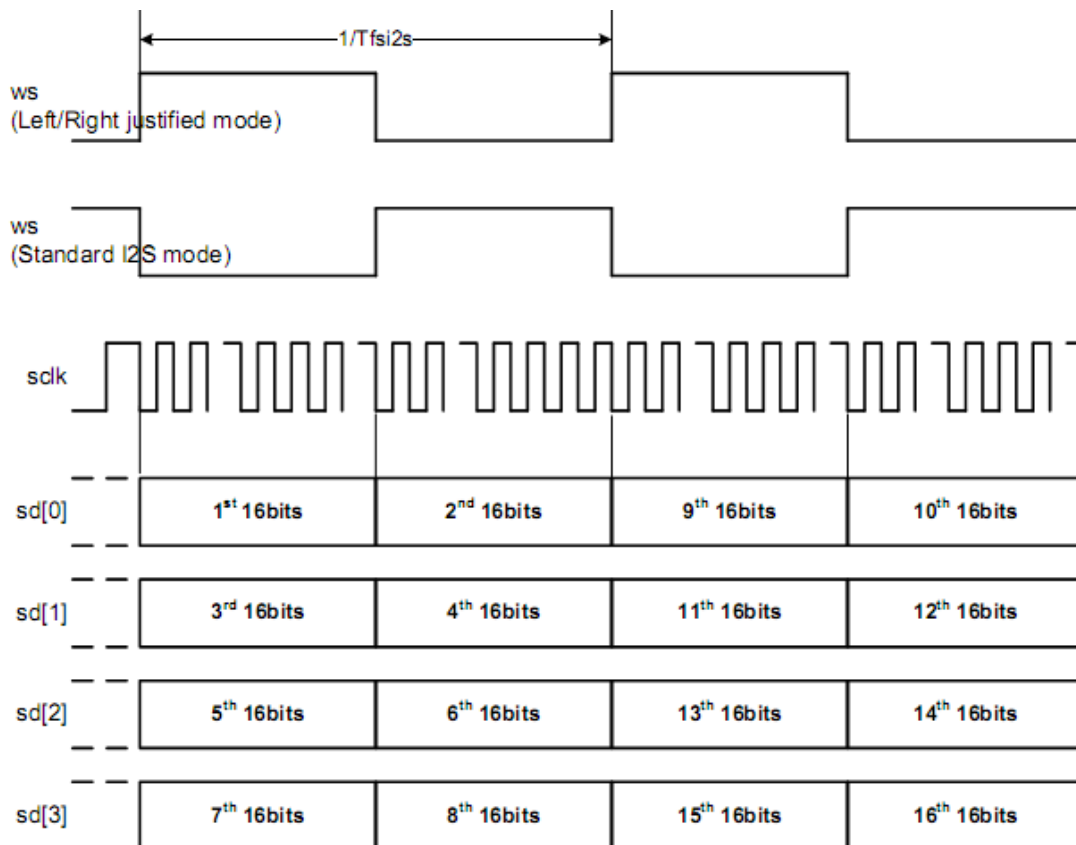 1/Tfsi2s
ws
(Left/Right justified mode)
ws
(Standard I2S mode)
sclk
sd[0] 1st 16bits 2nd 16bits 9th 16bits 10th 16bits
sd[1] 3rd 16bits 4th 16bits 11th 16bits 12th 16bits
sd[2] 5th 16bits 6th 16bits 13th 16bits 14th 16bits
sd[3] 7th 16bits 8th 16bits 15th 16bits 16th 16bits